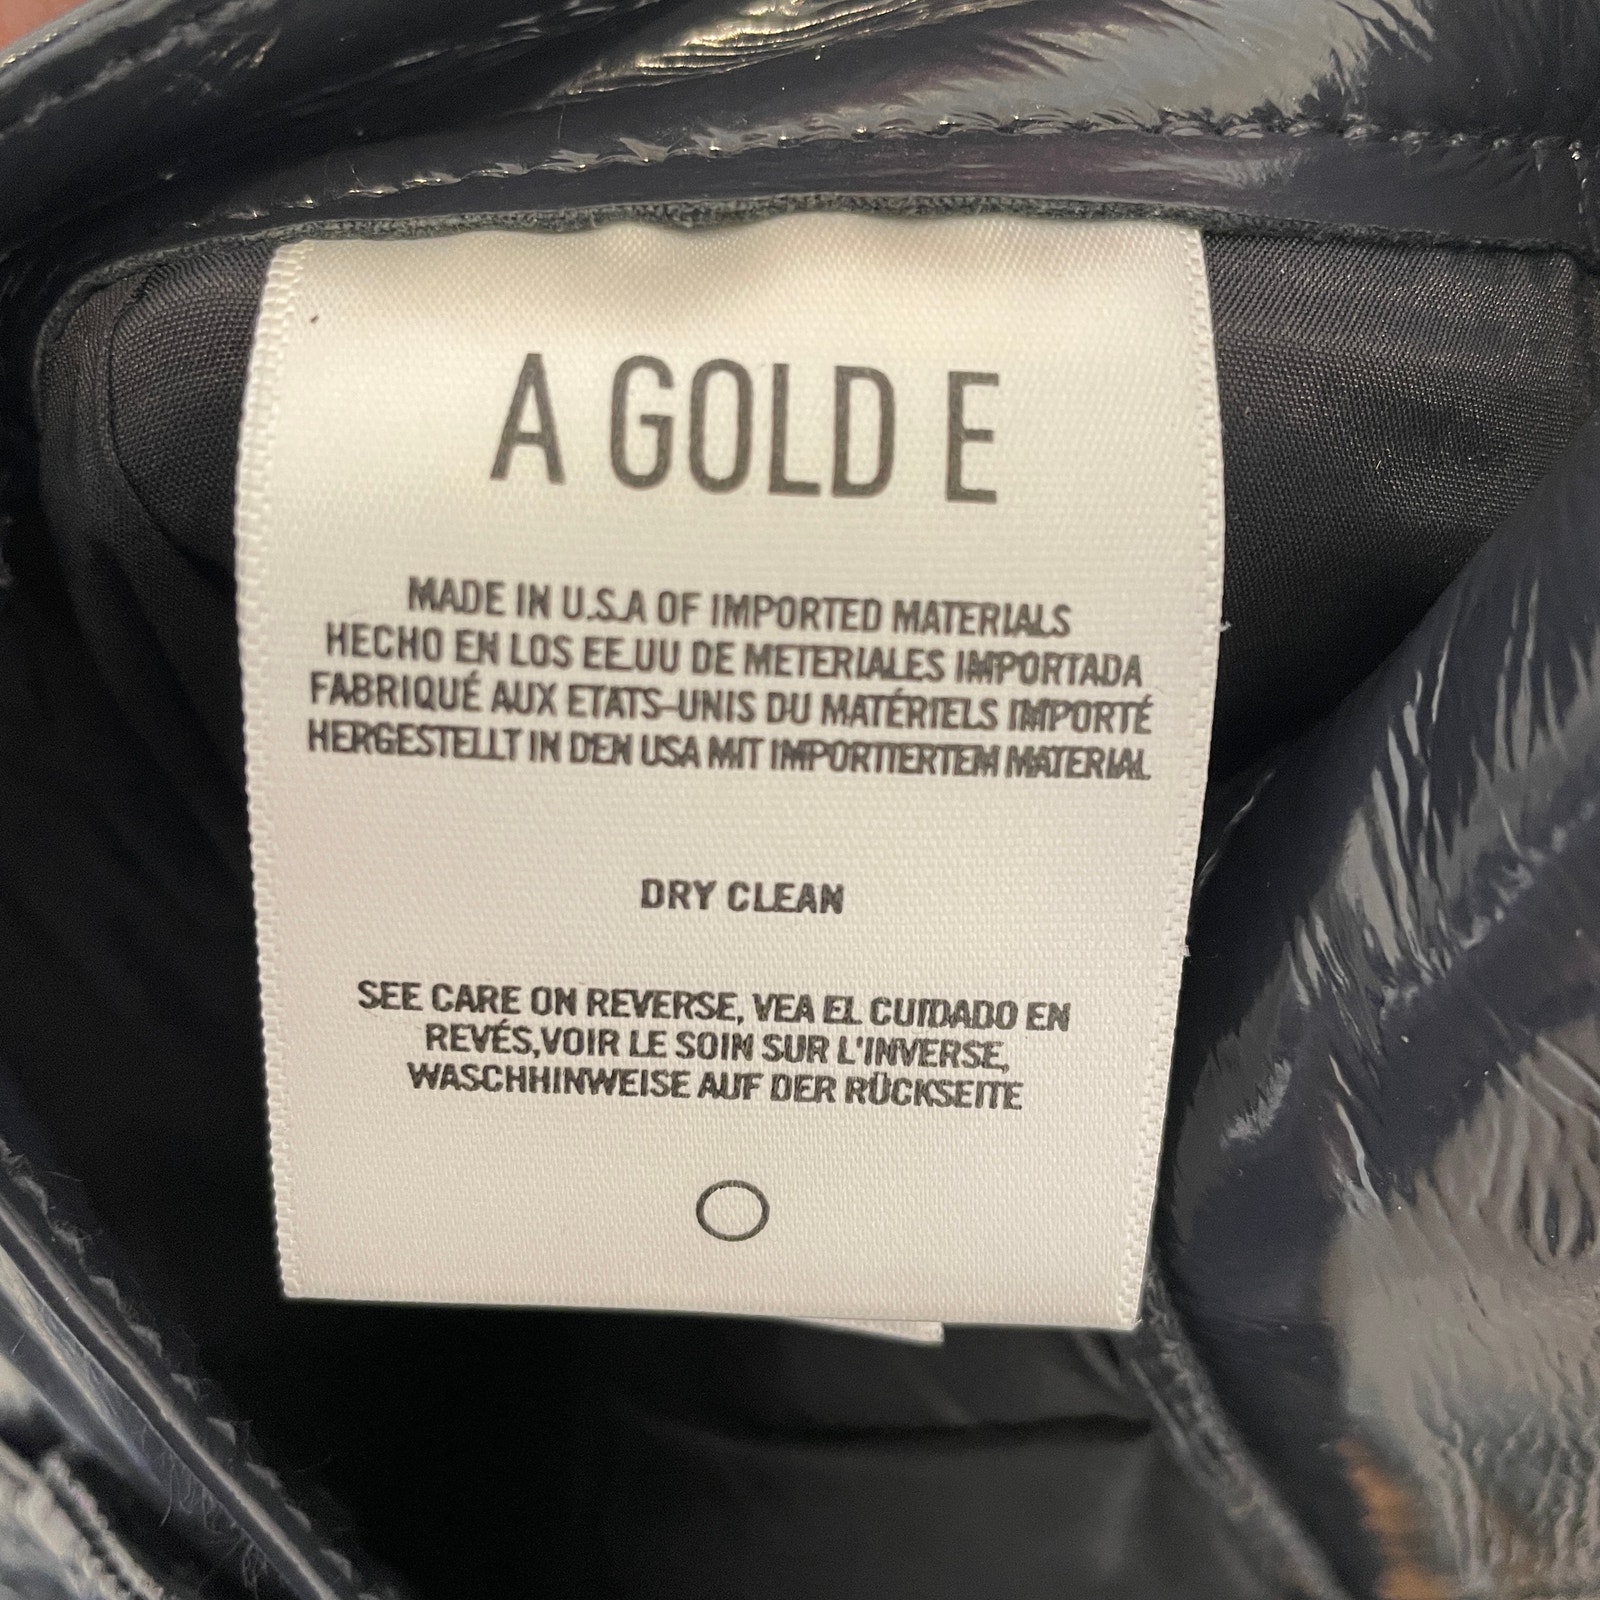 A GOLD E
MADE IN U.S.A OF IMPORTED MATERIALS
HECHO EN LOS EE.UU DE METERIALES IMPORTADA
FABRIQUÉ AUX ETATS-UNIS DU MATÉRIELS IMPORTÉ
HERGESTELLT IN DEN USA MIT IMPORTIERTEM MATERIAL
DRY CLEAN
SEE CARE ON REVERSE, VEA EL CUIDADO EN
REVÉS,VOIR LE SOIN SUR L'INVERSE,
WASCHHINWEISE AUF DER RÜCKSEITE